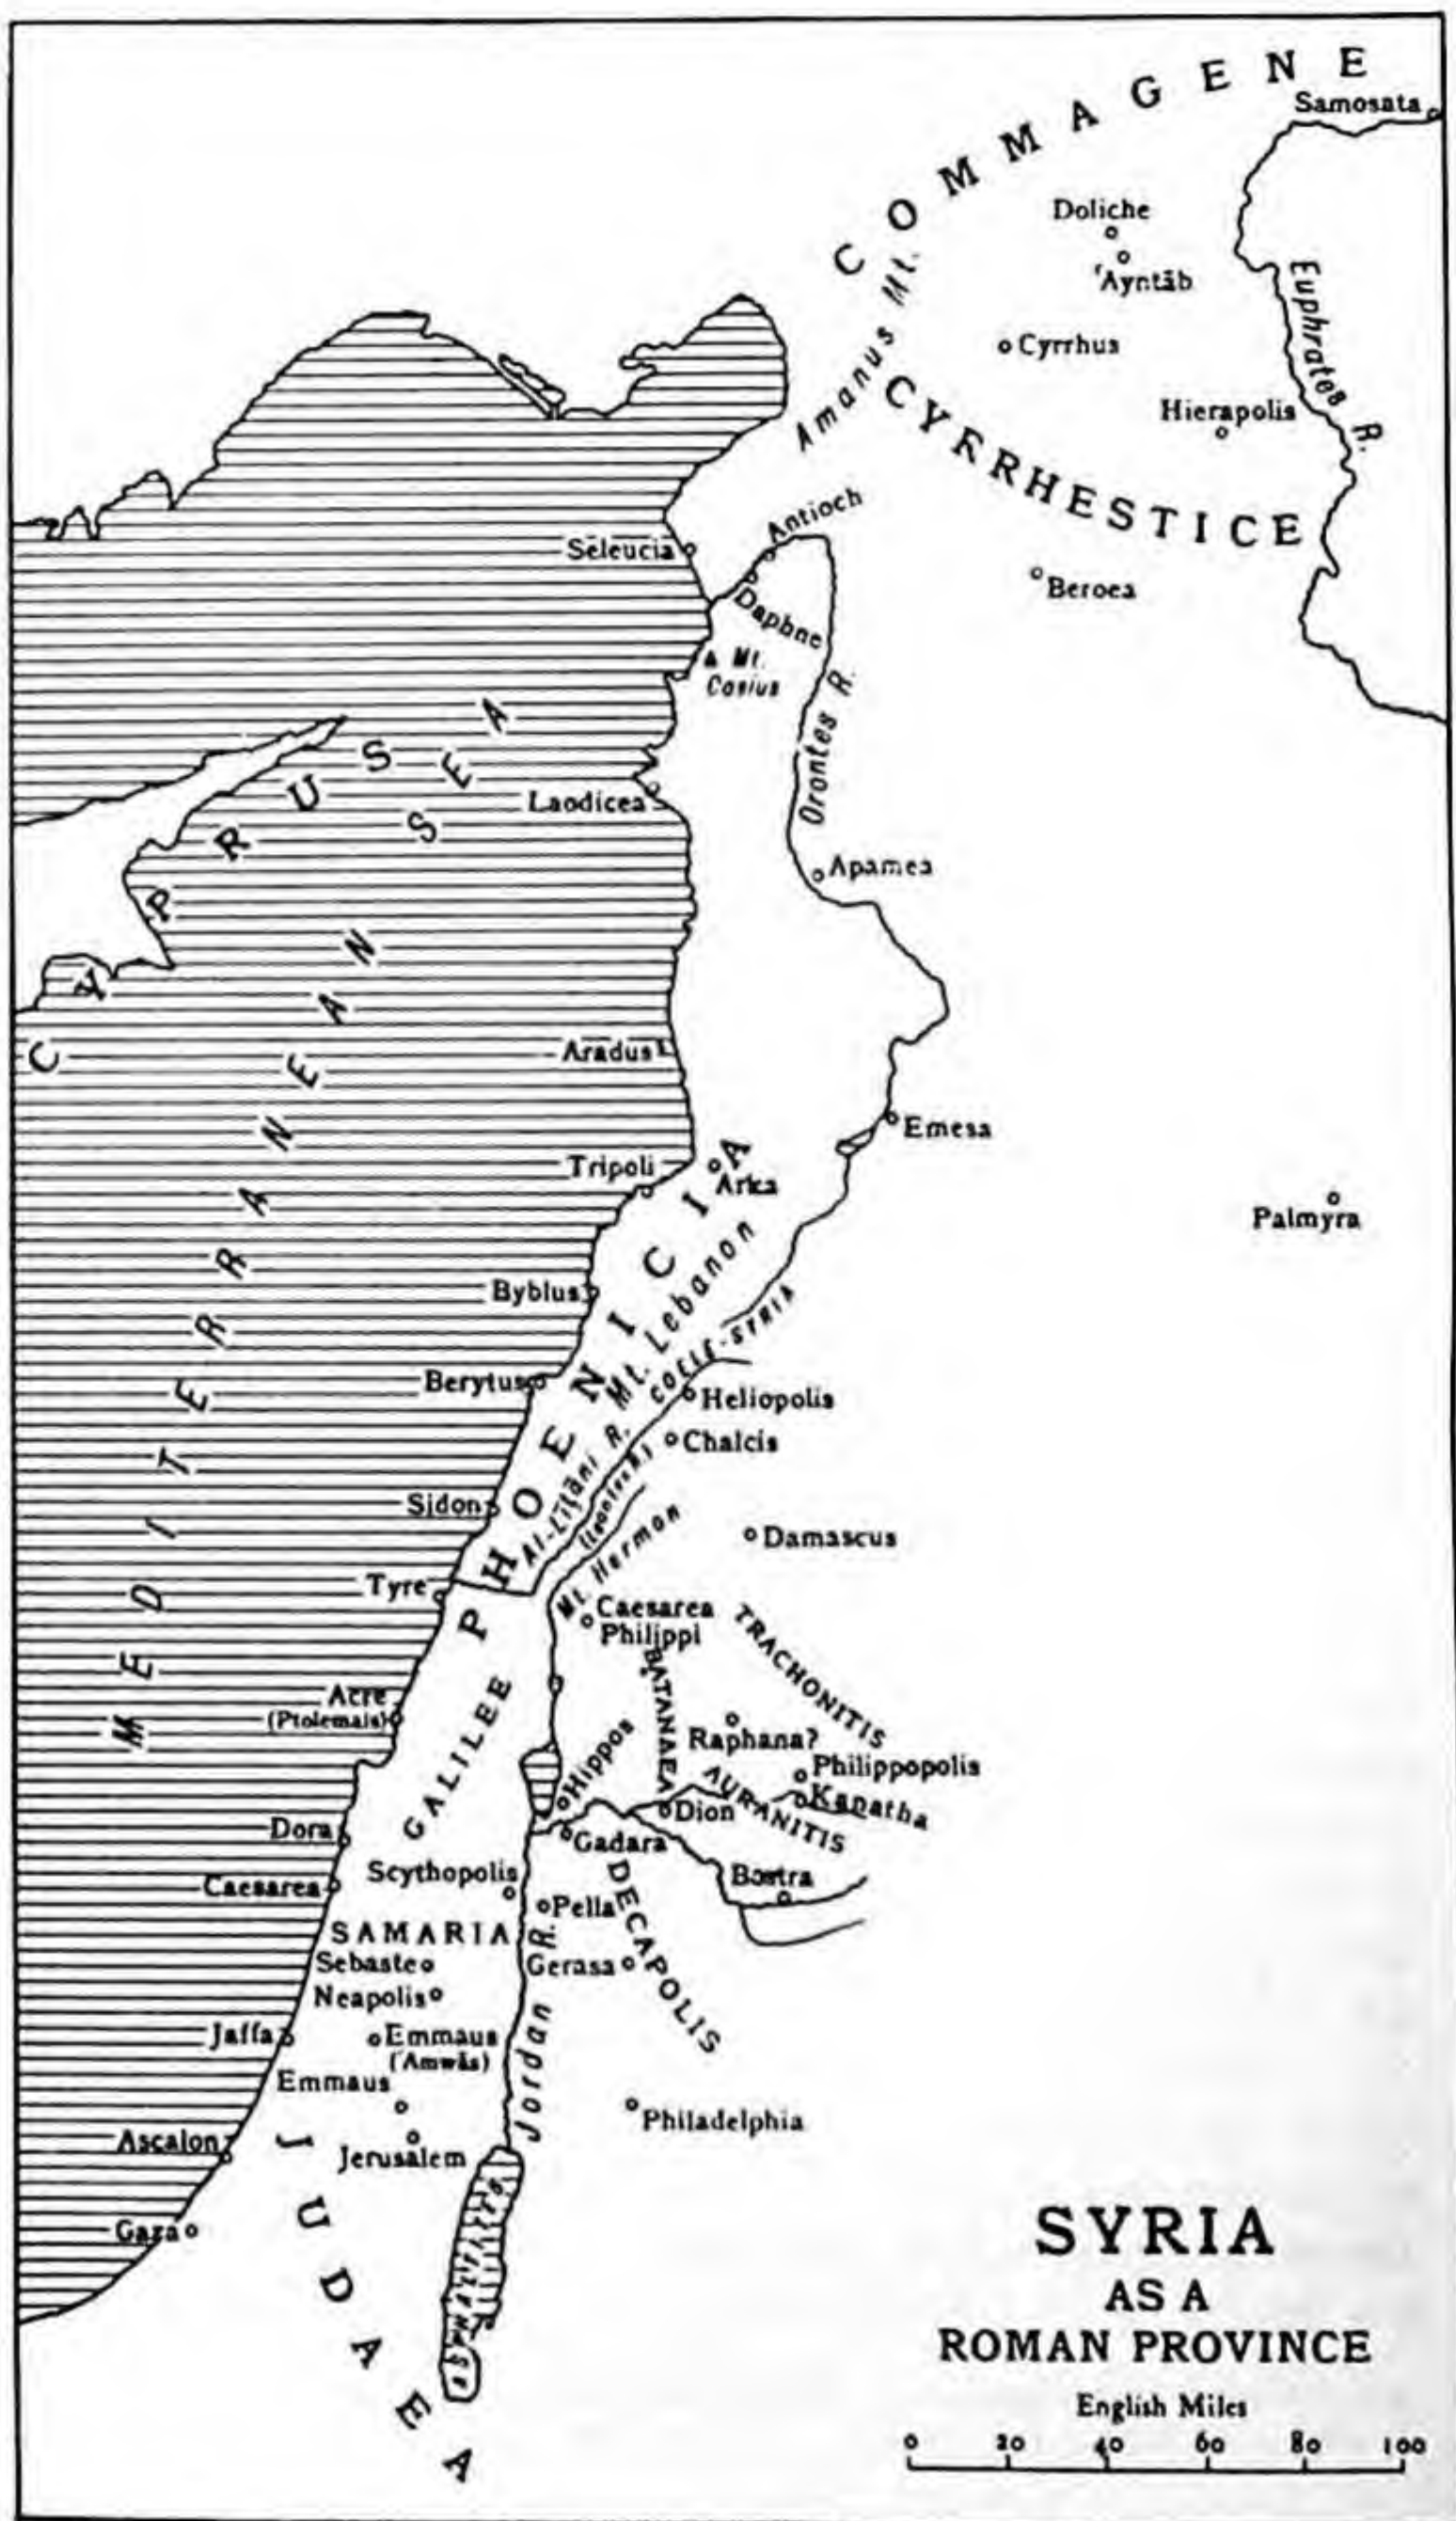 COMMAGENE
Samosata
Doliche
'Ayntāb
Amanus Mt.
Euphrates R.
Cyrrhus
CYRRHESTICE
Hierapolis
Antioch
Seleucia
Beroea
Daphne
Mt.
Casius
Orontes R.
CYPRUS
MEDITERRANEAN SEA
Laodicea
Apamea
Aradus
Emesa
Tripoli
Arka
Palmyra
PHOENICIA
Mt. Lebanon
Byblus
COELE-SYRIA
Berytus
Heliopolis
Chalcis
Al-Līṭāni R.
(Leontes R.)
Sidon
Mt. Hermon
Damascus
Tyre
Caesarea
Philippi
TRACHONITIS
BATANAEA
Acre
(Ptolemais)
GALILEE
Hippos
Raphana?
Philippopolis
AURANITIS
Kanatha
Dion
Dora
Gadara
Scythopolis
Bostra
Caesarea
DECAPOLIS
Pella
SAMARIA
Sebaste
Gerasa
Neapolis
Jordan R.
Jaffa
Emmaus
('Amwās)
Emmaus
Philadelphia
Ascalon
Jerusalem
JUDAEA
Gaza
SYRIA
AS A
ROMAN PROVINCE
English Miles
0 20 40 60 80 100